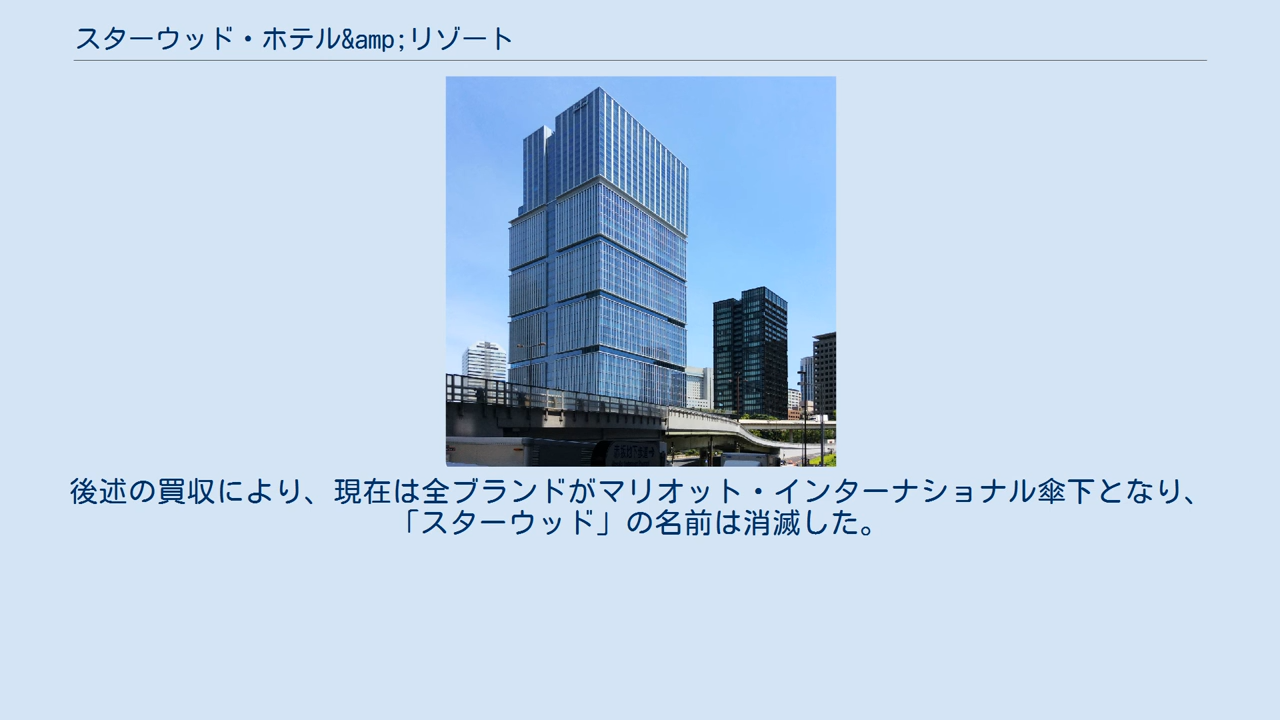 スターウッド・ホテル&amp;リゾート
後述の買収により、現在は全ブランドがマリオット・インターナショナル傘下となり、
「スターウッド」の名前は消滅した。